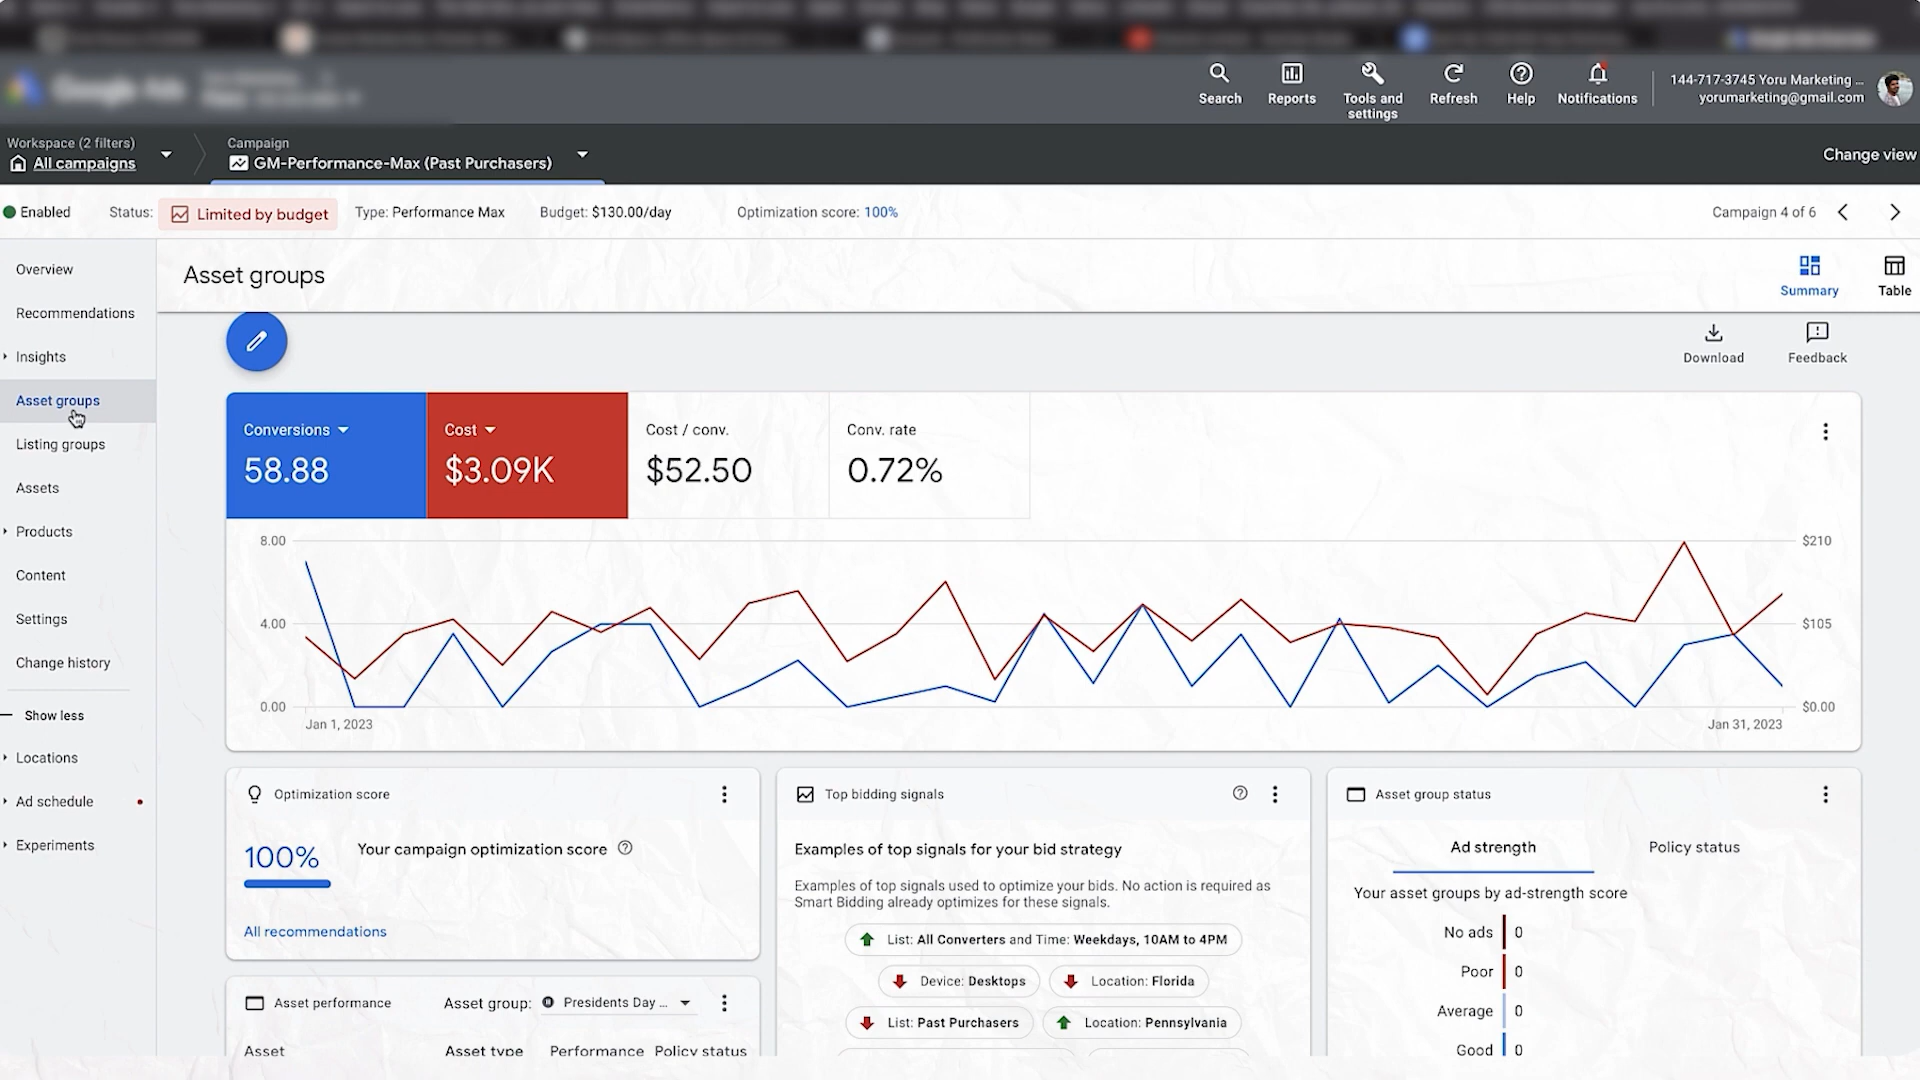 Search
Reports
Tools and
settings
Refresh
Help
Notifications
144-717-3745 Yoru Marketing ...
yorumarketing@gmail.com
Workspace (2 filters)
All campaigns
Campaign
GM-Performance-Max (Past Purchasers)
Change view
Enabled
Status: Limited by budget
Type: Performance Max
Budget: $130.00/day
Optimization score: 100%
Campaign 4 of 6
Overview
Recommendations
Insights
Asset groups
Listing groups
Assets
Products
Content
Settings
Change history
Show less
Locations
Ad schedule
Experiments
Asset groups
Summary
Table
Download
Feedback
Conversions
58.88
Cost
$3.09K
Cost / conv.
$52.50
Conv. rate
0.72%
8.00
$210
4.00
$105
0.00
$0.00
Jan 1, 2023
Jan 31, 2023
Optimization score
100%
Your campaign optimization score
All recommendations
Asset performance
Asset group: Presidents Day ...
Asset Asset type Performance Policy status
Top bidding signals
Examples of top signals for your bid strategy
Examples of top signals used to optimize your bids. No action is required as
Smart Bidding already optimizes for these signals.
List: All Converters and Time: Weekdays, 10AM to 4PM
Device: Desktops
Location: Florida
List: Past Purchasers
Location: Pennsylvania
Asset group status
Ad strength
Policy status
Your asset groups by ad-strength score
No ads 0
Poor 0
Average 0
Good 0